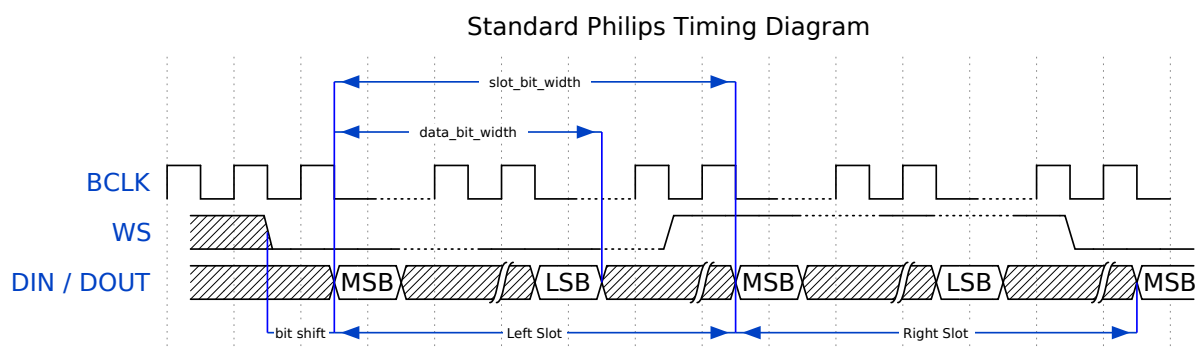 Standard Philips Timing Diagram
slot_bit_width
data_bit_width
BCLK
WS
DIN / DOUT
MSB
LSB
MSB
LSB
MSB
bit shift
Left Slot
Right Slot